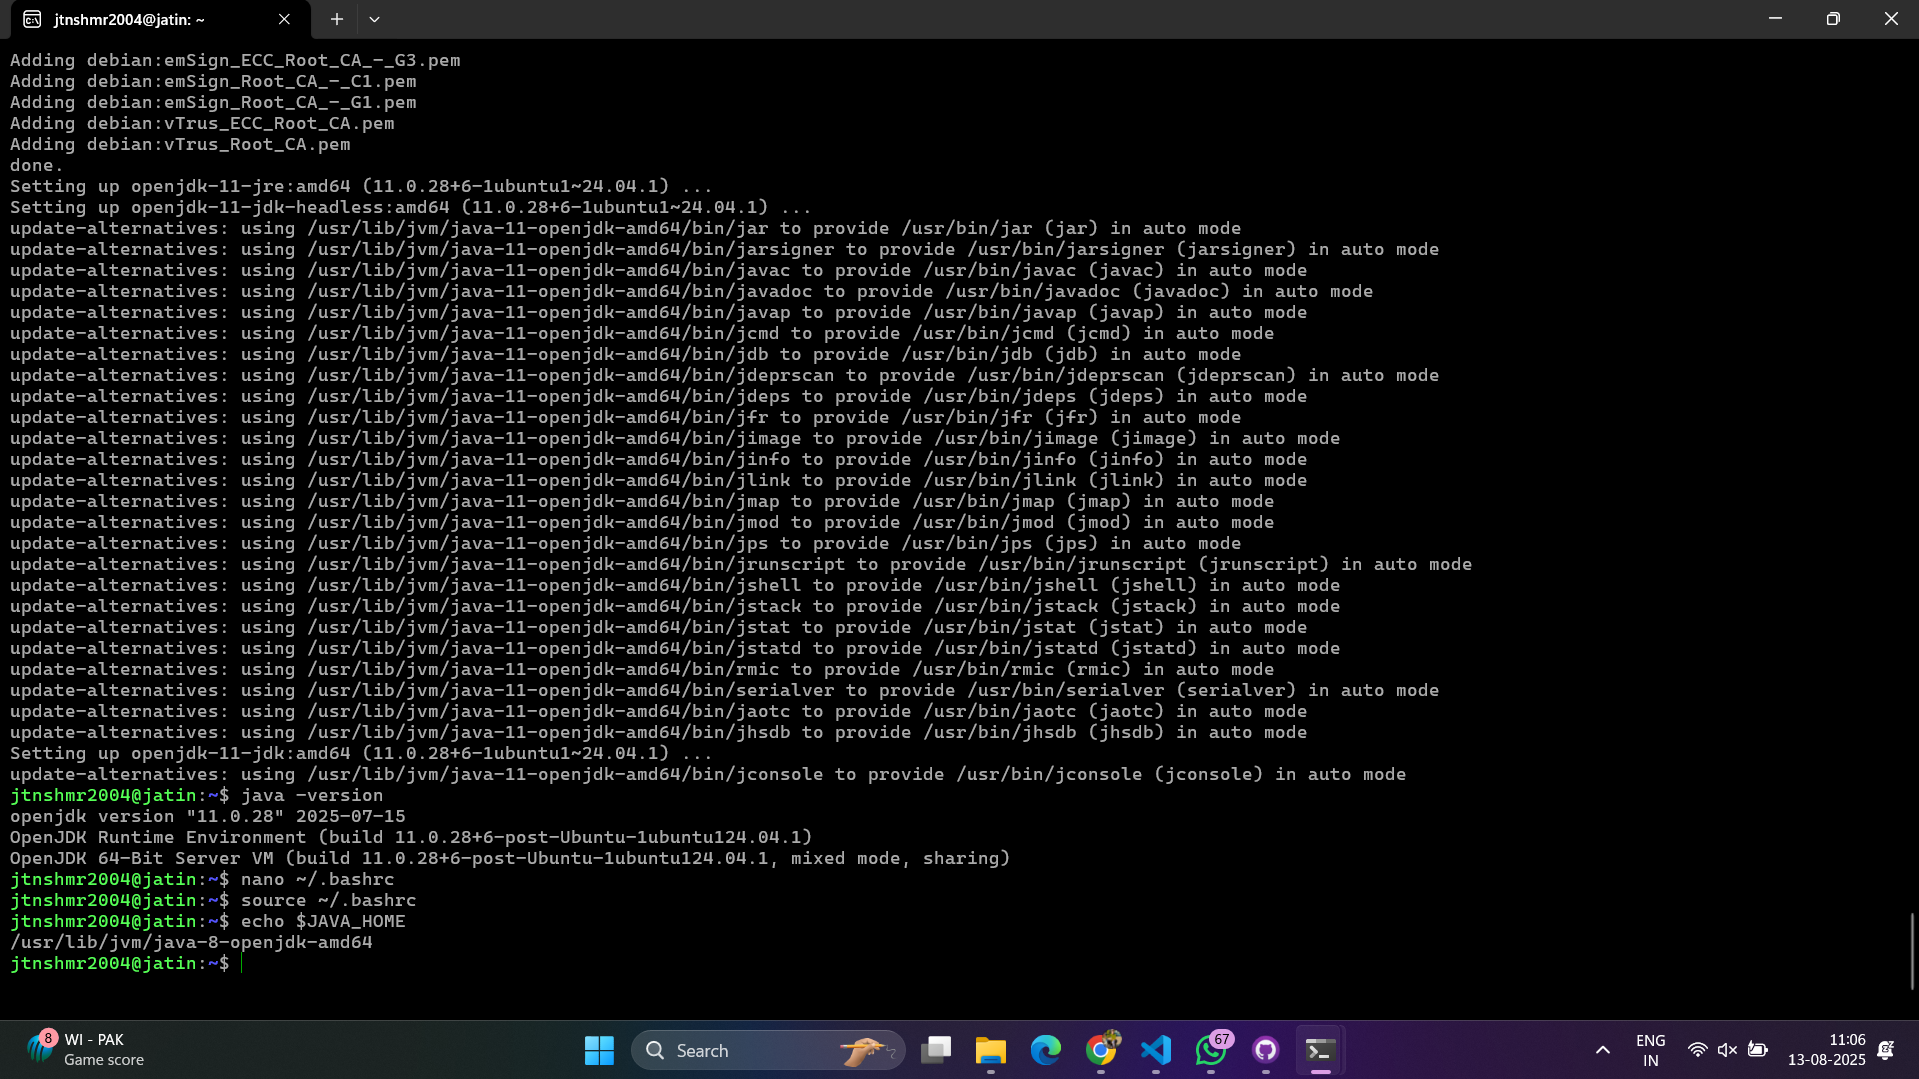 jtnshmr2004@jatin: ~
Adding debian:emSign_ECC_Root_CA_-_G3.pem
Adding debian:emSign_Root_CA_-_C1.pem
Adding debian:emSign_Root_CA_-_G1.pem
Adding debian:vTrus_ECC_Root_CA.pem
Adding debian:vTrus_Root_CA.pem
done.
Setting up openjdk-11-jre:amd64 (11.0.28+6-1ubuntu1~24.04.1) ...
Setting up openjdk-11-jdk-headless:amd64 (11.0.28+6-1ubuntu1~24.04.1) ...
update-alternatives: using /usr/lib/jvm/java-11-openjdk-amd64/bin/jar to provide /usr/bin/jar (jar) in auto mode
update-alternatives: using /usr/lib/jvm/java-11-openjdk-amd64/bin/jarsigner to provide /usr/bin/jarsigner (jarsigner) in auto mode
update-alternatives: using /usr/lib/jvm/java-11-openjdk-amd64/bin/javac to provide /usr/bin/javac (javac) in auto mode
update-alternatives: using /usr/lib/jvm/java-11-openjdk-amd64/bin/javadoc to provide /usr/bin/javadoc (javadoc) in auto mode
update-alternatives: using /usr/lib/jvm/java-11-openjdk-amd64/bin/javap to provide /usr/bin/javap (javap) in auto mode
update-alternatives: using /usr/lib/jvm/java-11-openjdk-amd64/bin/jcmd to provide /usr/bin/jcmd (jcmd) in auto mode
update-alternatives: using /usr/lib/jvm/java-11-openjdk-amd64/bin/jdb to provide /usr/bin/jdb (jdb) in auto mode
update-alternatives: using /usr/lib/jvm/java-11-openjdk-amd64/bin/jdeprscan to provide /usr/bin/jdeprscan (jdeprscan) in auto mode
update-alternatives: using /usr/lib/jvm/java-11-openjdk-amd64/bin/jdeps to provide /usr/bin/jdeps (jdeps) in auto mode
update-alternatives: using /usr/lib/jvm/java-11-openjdk-amd64/bin/jfr to provide /usr/bin/jfr (jfr) in auto mode
update-alternatives: using /usr/lib/jvm/java-11-openjdk-amd64/bin/jimage to provide /usr/bin/jimage (jimage) in auto mode
update-alternatives: using /usr/lib/jvm/java-11-openjdk-amd64/bin/jinfo to provide /usr/bin/jinfo (jinfo) in auto mode
update-alternatives: using /usr/lib/jvm/java-11-openjdk-amd64/bin/jlink to provide /usr/bin/jlink (jlink) in auto mode
update-alternatives: using /usr/lib/jvm/java-11-openjdk-amd64/bin/jmap to provide /usr/bin/jmap (jmap) in auto mode
update-alternatives: using /usr/lib/jvm/java-11-openjdk-amd64/bin/jmod to provide /usr/bin/jmod (jmod) in auto mode
update-alternatives: using /usr/lib/jvm/java-11-openjdk-amd64/bin/jps to provide /usr/bin/jps (jps) in auto mode
update-alternatives: using /usr/lib/jvm/java-11-openjdk-amd64/bin/jrunscript to provide /usr/bin/jrunscript (jrunscript) in auto mode
update-alternatives: using /usr/lib/jvm/java-11-openjdk-amd64/bin/jshell to provide /usr/bin/jshell (jshell) in auto mode
update-alternatives: using /usr/lib/jvm/java-11-openjdk-amd64/bin/jstack to provide /usr/bin/jstack (jstack) in auto mode
update-alternatives: using /usr/lib/jvm/java-11-openjdk-amd64/bin/jstat to provide /usr/bin/jstat (jstat) in auto mode
update-alternatives: using /usr/lib/jvm/java-11-openjdk-amd64/bin/jstatd to provide /usr/bin/jstatd (jstatd) in auto mode
update-alternatives: using /usr/lib/jvm/java-11-openjdk-amd64/bin/rmic to provide /usr/bin/rmic (rmic) in auto mode
update-alternatives: using /usr/lib/jvm/java-11-openjdk-amd64/bin/serialver to provide /usr/bin/serialver (serialver) in auto mode
update-alternatives: using /usr/lib/jvm/java-11-openjdk-amd64/bin/jaotc to provide /usr/bin/jaotc (jaotc) in auto mode
update-alternatives: using /usr/lib/jvm/java-11-openjdk-amd64/bin/jhsdb to provide /usr/bin/jhsdb (jhsdb) in auto mode
Setting up openjdk-11-jdk:amd64 (11.0.28+6-1ubuntu1~24.04.1) ...
update-alternatives: using /usr/lib/jvm/java-11-openjdk-amd64/bin/jconsole to provide /usr/bin/jconsole (jconsole) in auto mode
jtnshmr2004@jatin:~$ java -version
openjdk version "11.0.28" 2025-07-15
OpenJDK Runtime Environment (build 11.0.28+6-post-Ubuntu-1ubuntu124.04.1)
OpenJDK 64-Bit Server VM (build 11.0.28+6-post-Ubuntu-1ubuntu124.04.1, mixed mode, sharing)
jtnshmr2004@jatin:~$ nano ~/.bashrc
jtnshmr2004@jatin:~$ source ~/.bashrc
jtnshmr2004@jatin:~$ echo $JAVA_HOME
/usr/lib/jvm/java-8-openjdk-amd64
jtnshmr2004@jatin:~$
8
WI - PAK
Game score
Search
67
ENG
IN
11:06
13-08-2025